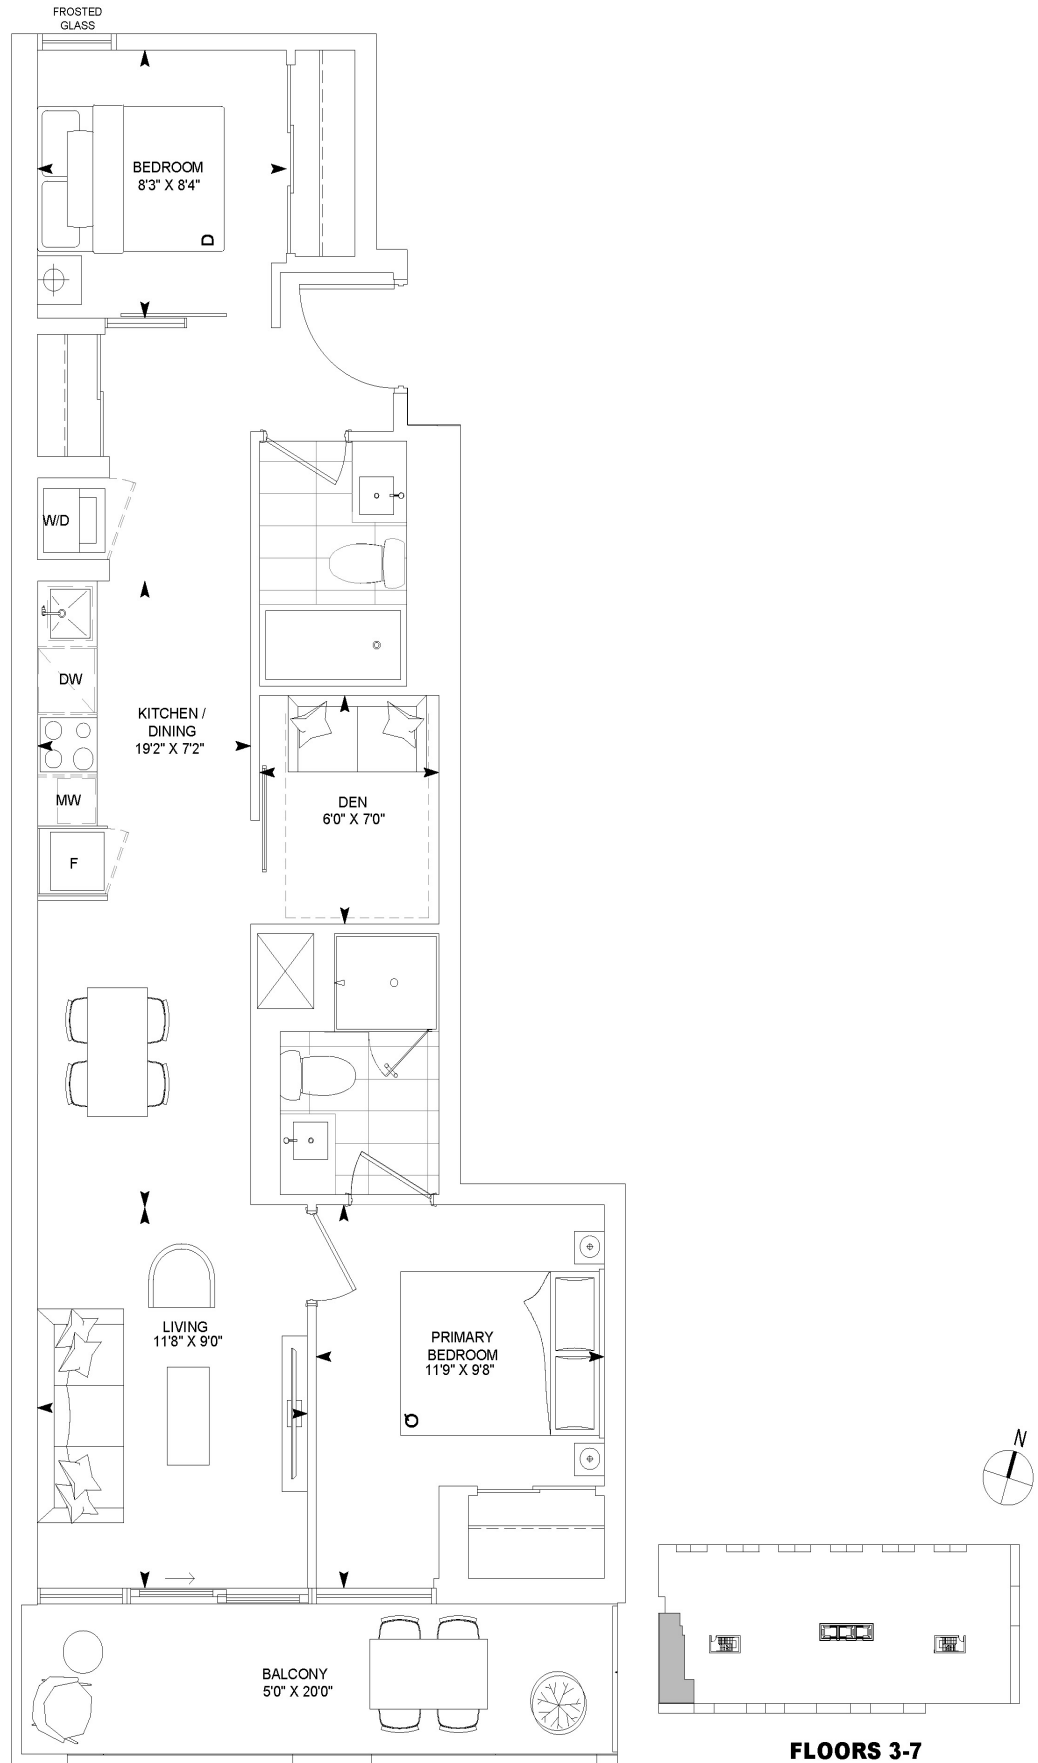 FROSTED
GLASS
BEDROOM
8'3" X 8'4"
D
W/D
DW
KITCHEN /
DINING
19'2" X 7'2"
MW
DEN
6'0" X 7'0"
F
LIVING
11'8" X 9'0"
PRIMARY
BEDROOM
11'9" X 9'8"
Q
N
BALCONY
5'0" X 20'0"
FLOORS 3-7